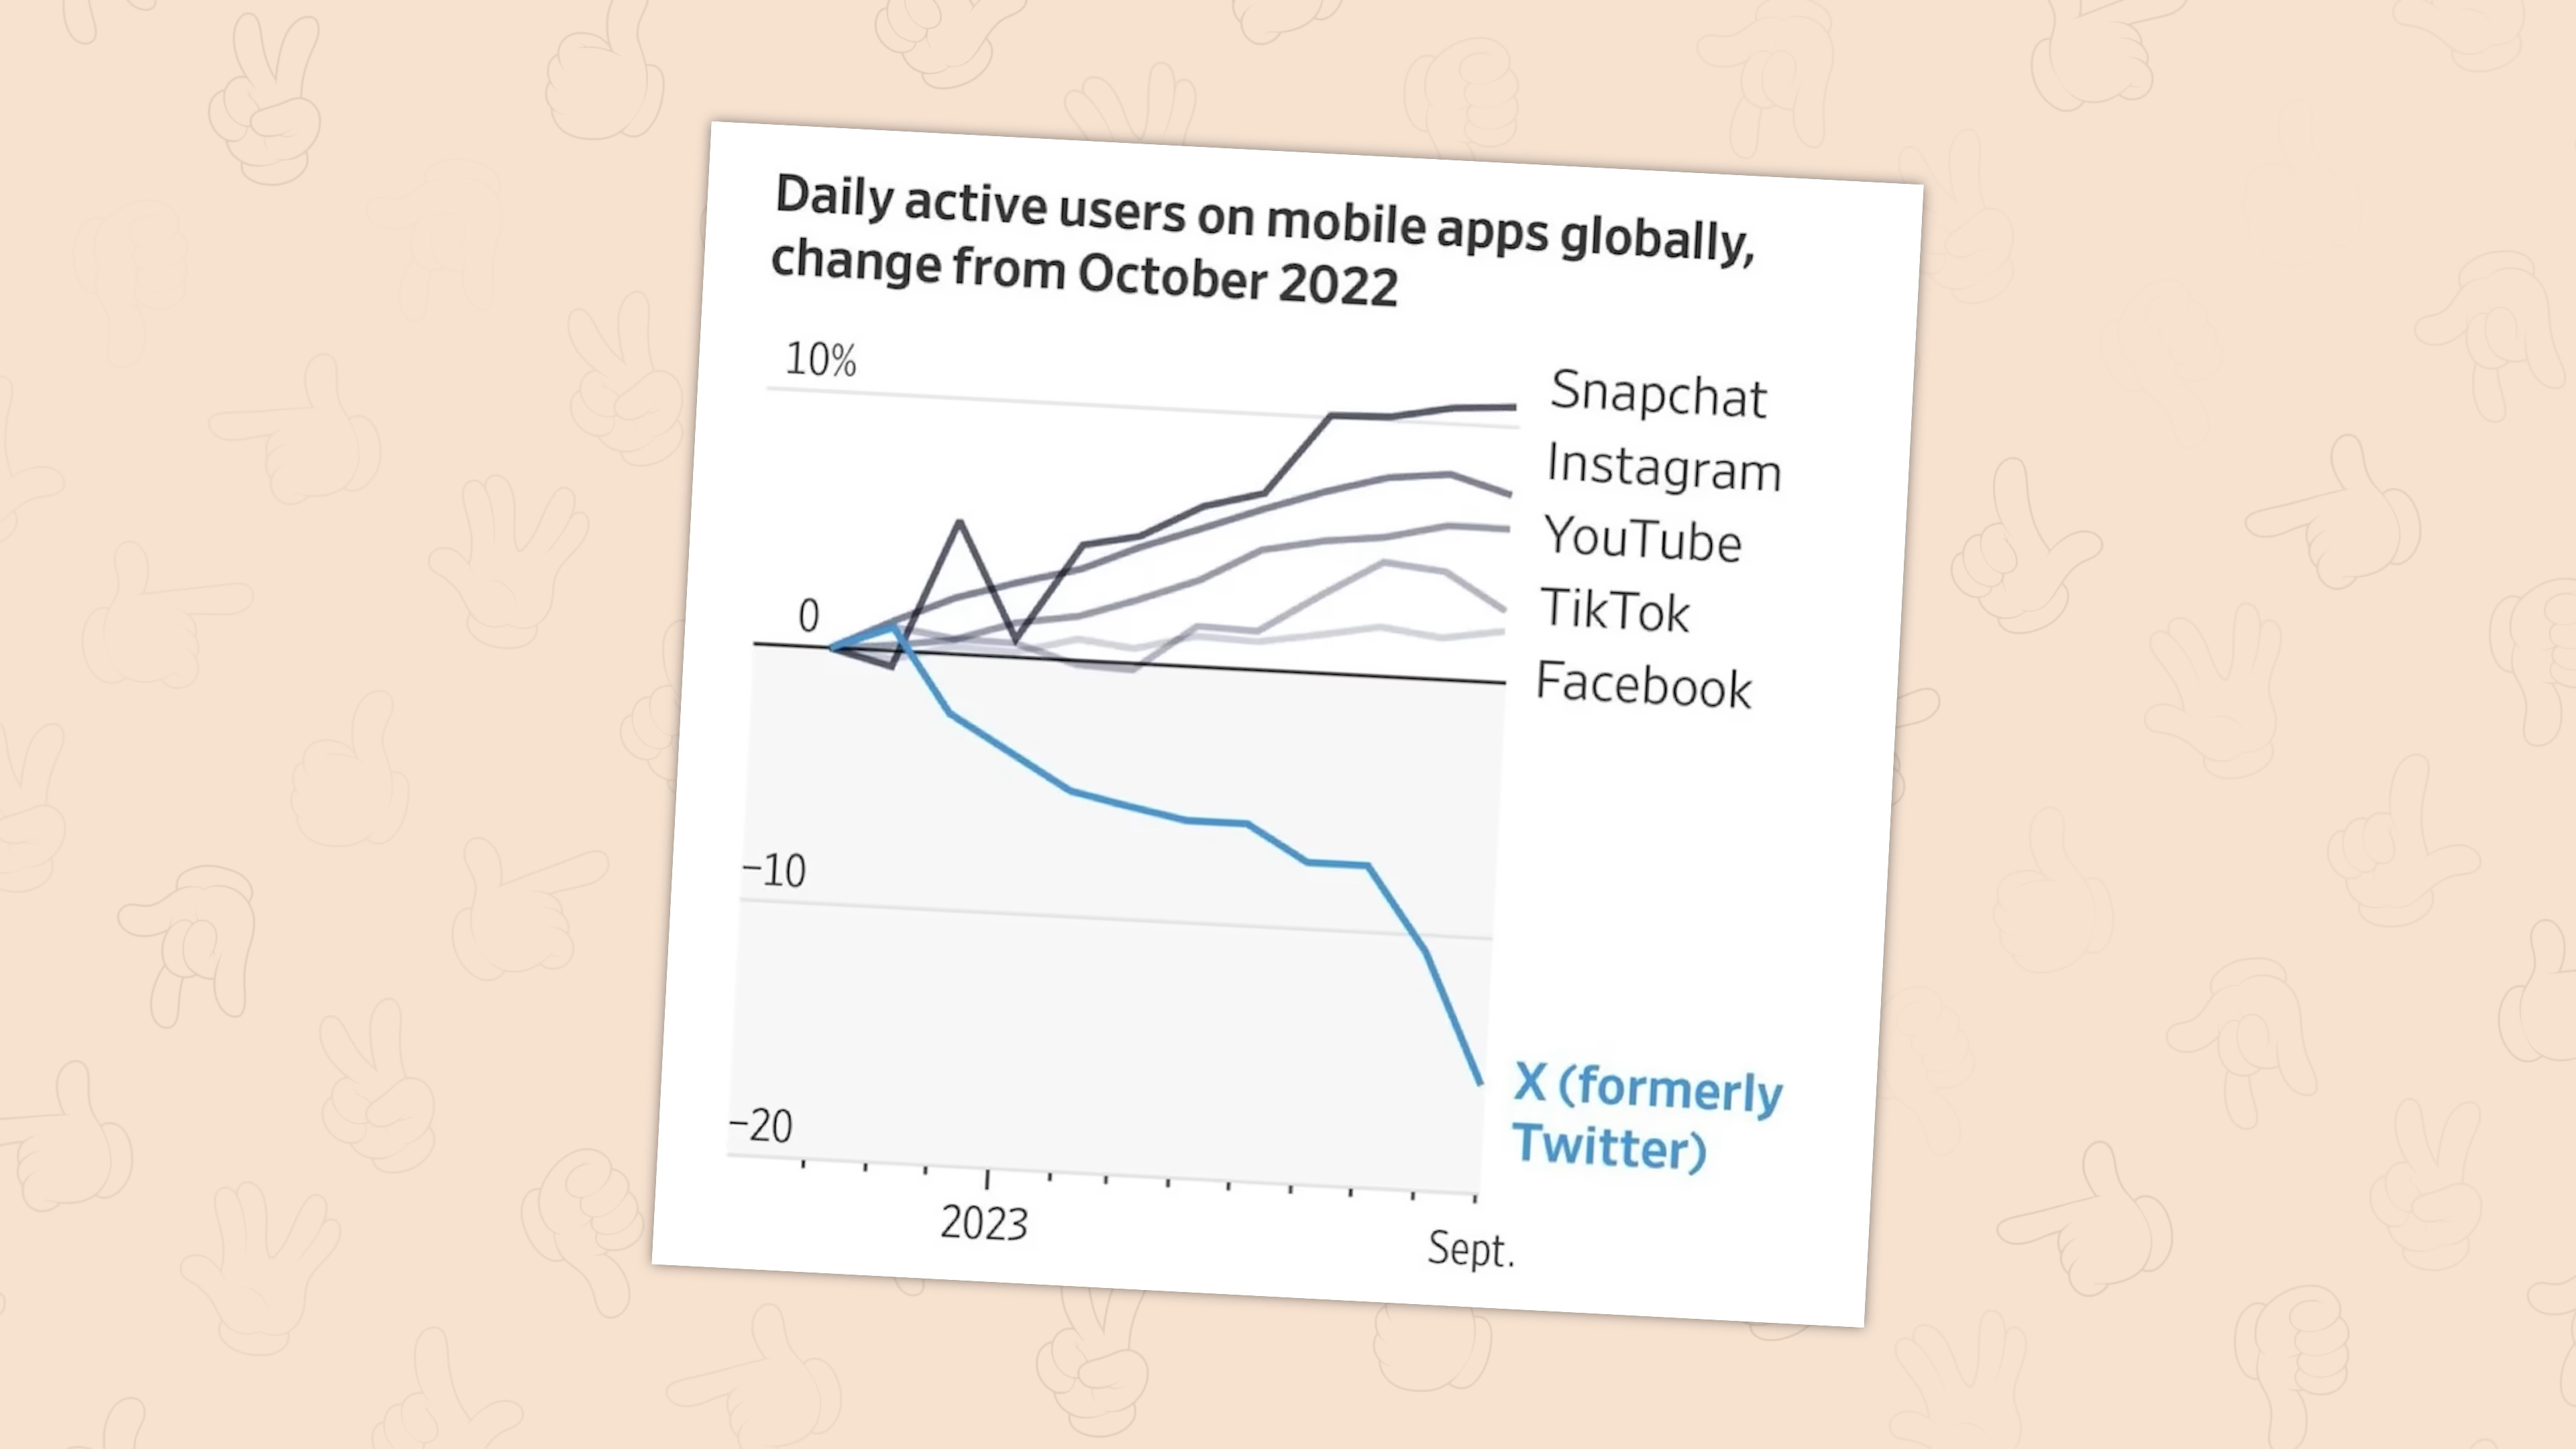 Daily active users on mobile apps globally,
change from October 2022
10%
Snapchat
Instagram
YouTube
0
TikTok
Facebook
−10
X (formerly
Twitter)
−20
2023
Sept.